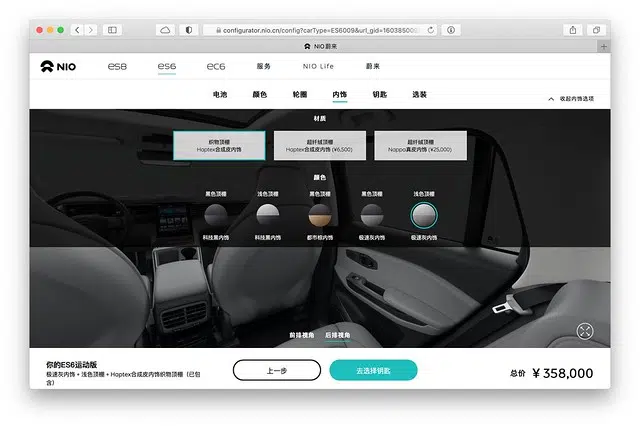 configurator.nio.cn/config?carType=ES6009&url_gid=1603850
NIO 蔚来
NIO
ES8
ES6
EC6
服务
NIO Life
蔚来
电池
颜色
轮圈
内饰
钥匙
选装
收起内饰选项
材质
织物顶棚
Haptex合成皮内饰
超纤绒顶棚
Haptex合成皮内饰 (¥6,500)
超纤绒顶棚
Nappa真皮内饰 (¥25,000)
颜色
黑色顶棚
浅色顶棚
黑色顶棚
黑色顶棚
浅色顶棚
科技黑内饰
科技黑内饰
都市棕内饰
极速灰内饰
极速灰内饰
前排视角
后排视角
你的ES6运动版
极速灰内饰 + 浅色顶棚 + Haptex合成皮内饰织物顶棚（已包
含）
上一步
去选择钥匙
总价
¥ 358,000